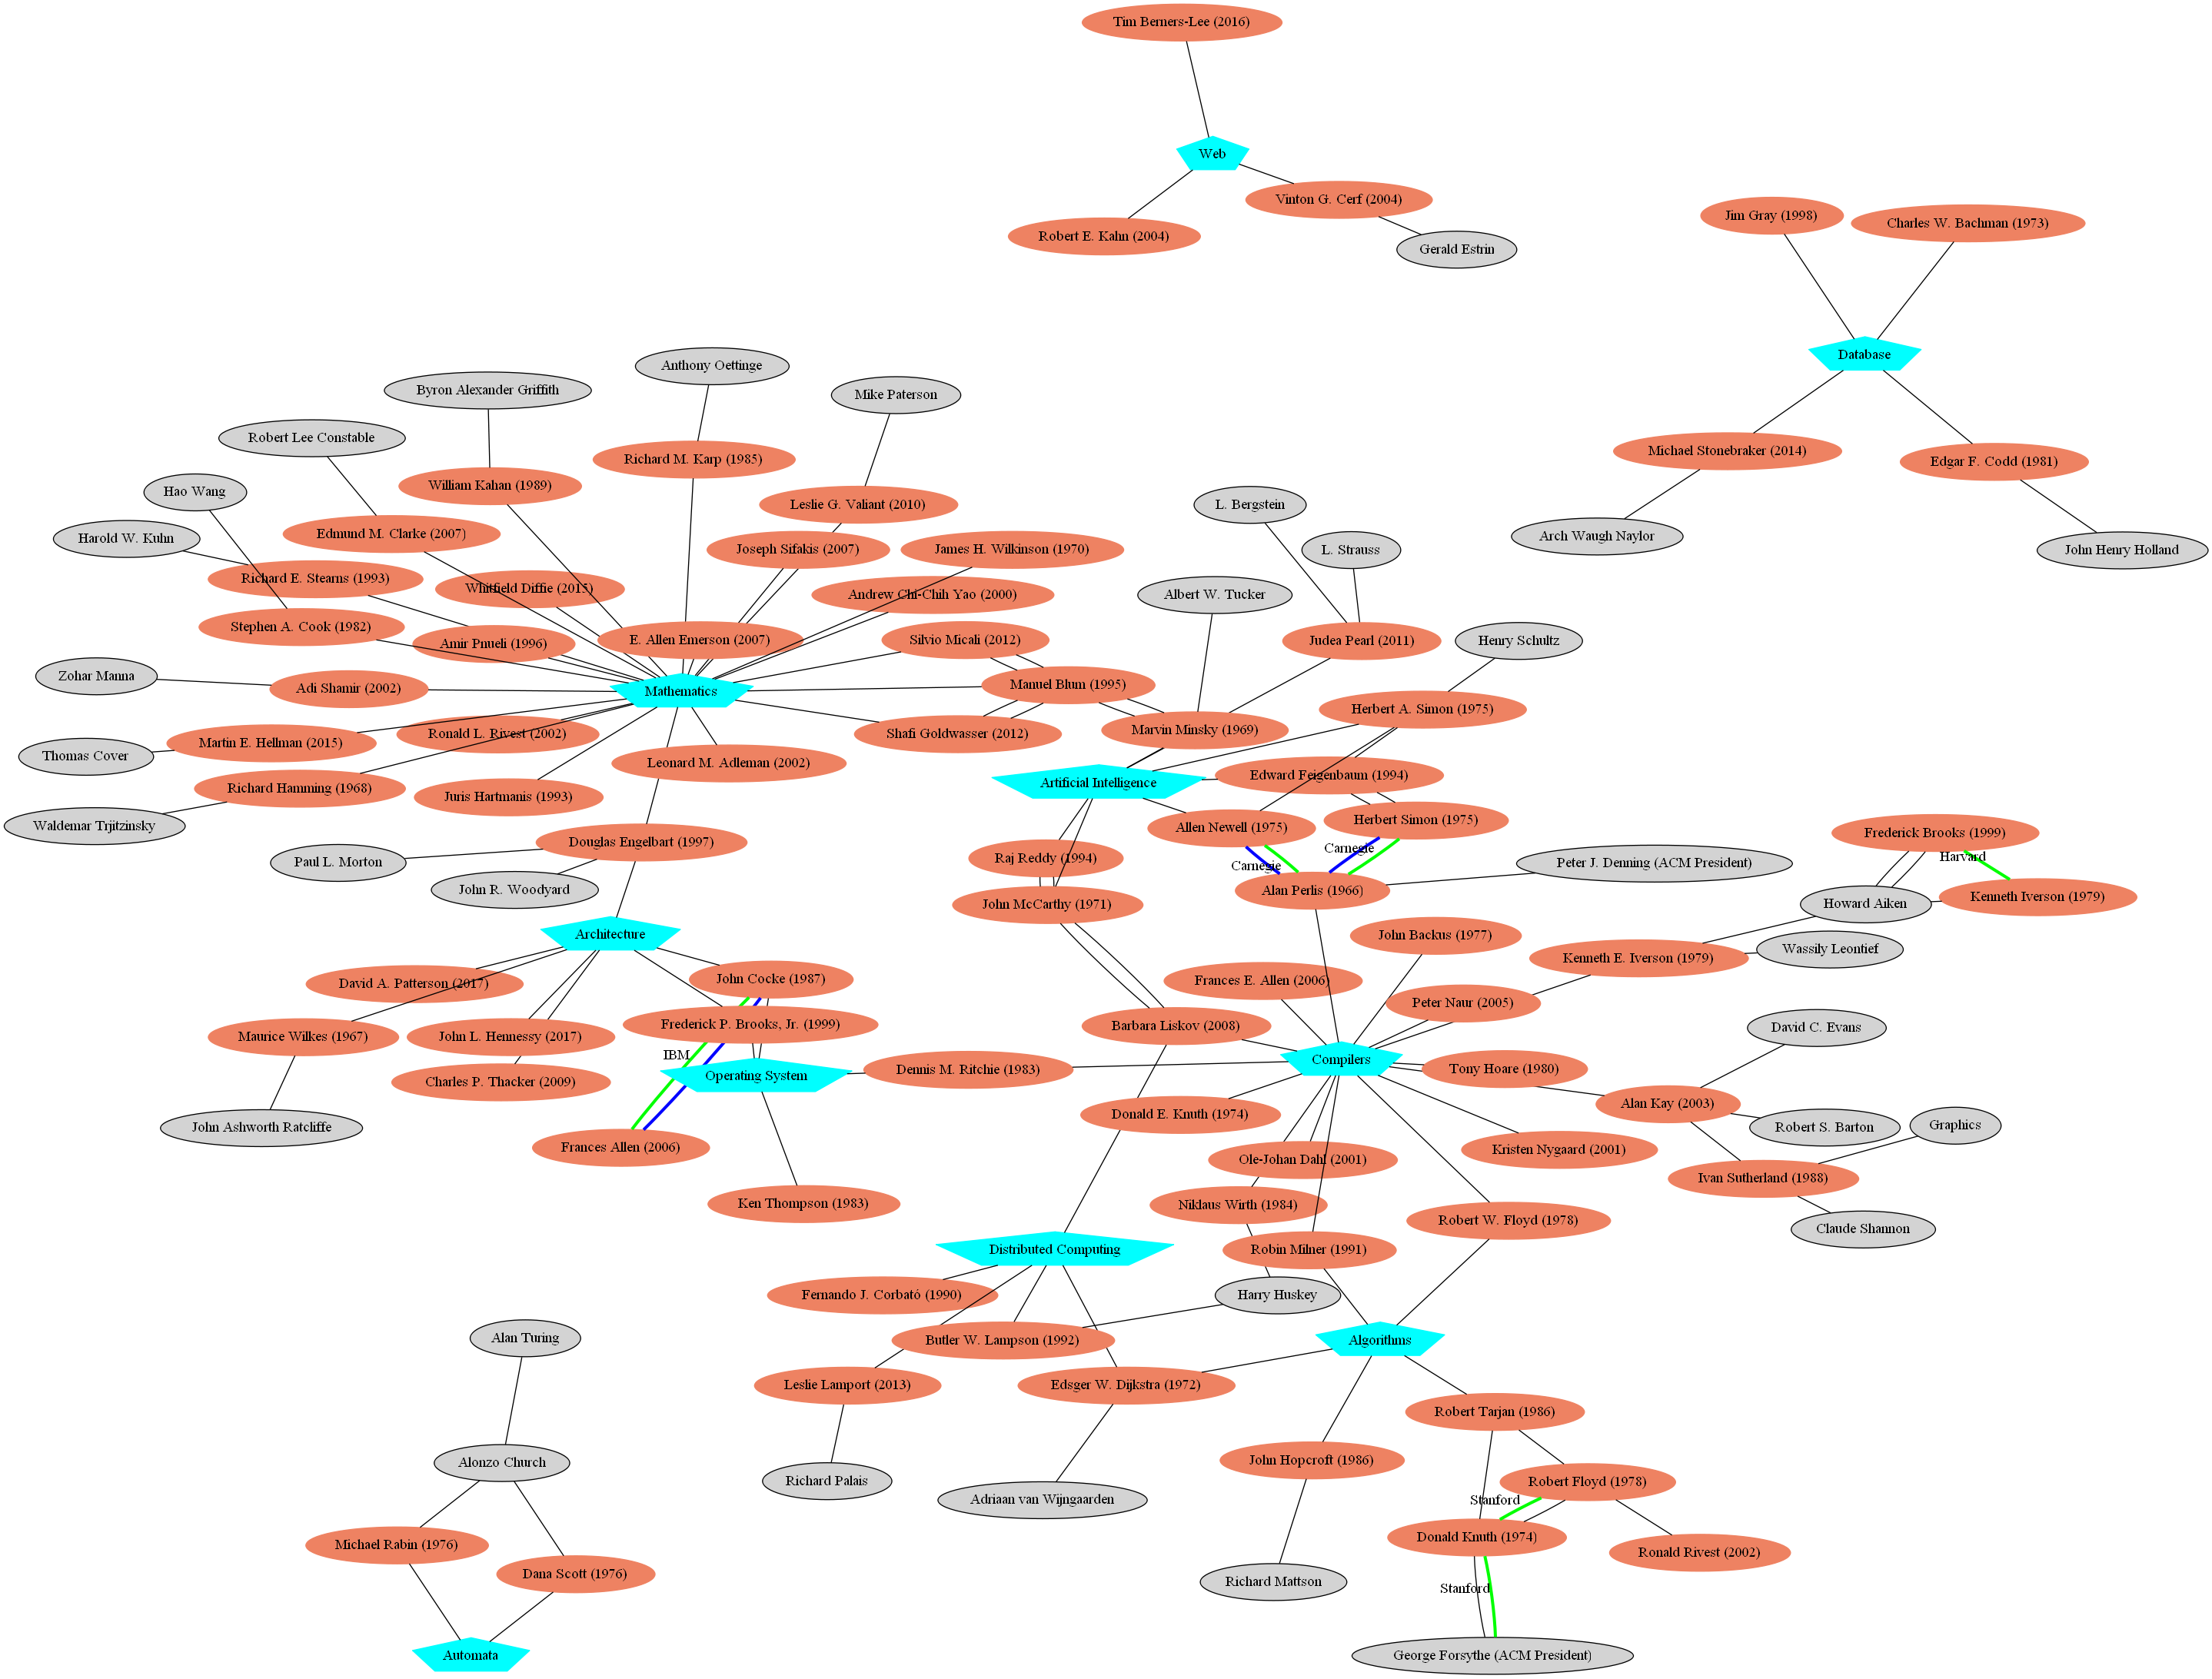 Tim Berners-Lee (2016)
Web
Vinton G. Cerf (2004)
Robert E. Kahn (2004)
Gerald Estrin
Jim Gray (1998)
Charles W. Bachman (1973)
Database
Michael Stonebraker (2014)
Edgar F. Codd (1981)
Arch Waugh Naylor
John Henry Holland
Anthony Oettinge
Byron Alexander Griffith
Mike Paterson
Robert Lee Constable
Richard M. Karp (1985)
William Kahan (1989)
Hao Wang
Leslie G. Valiant (2010)
L. Bergstein
Edmund M. Clarke (2007)
Harold W. Kuhn
Joseph Sifakis (2007)
James H. Wilkinson (1970)
L. Strauss
Richard E. Stearns (1993)
Whitfield Diffie (2015)
Andrew Chi-Chih Yao (2000)
Albert W. Tucker
Stephen A. Cook (1982)
Amir Pnueli (1996)
E. Allen Emerson (2007)
Silvio Micali (2012)
Judea Pearl (2011)
Henry Schultz
Zohar Manna
Adi Shamir (2002)
Mathematics
Manuel Blum (1995)
Herbert A. Simon (1975)
Martin E. Hellman (2015)
Ronald L. Rivest (2002)
Shafi Goldwasser (2012)
Marvin Minsky (1969)
Thomas Cover
Leonard M. Adleman (2002)
Edward Feigenbaum (1994)
Artificial Intelligence
Richard Hamming (1968)
Juris Hartmanis (1993)
Waldemar Trjitzinsky
Allen Newell (1975)
Herbert Simon (1975)
Frederick Brooks (1999)
Douglas Engelbart (1997)
Carnegie
Harvard
Paul L. Morton
Raj Reddy (1994)
Carnegie
Peter J. Denning (ACM President)
John R. Woodyard
Alan Perlis (1966)
Kenneth Iverson (1979)
John McCarthy (1971)
Howard Aiken
Architecture
John Backus (1977)
Wassily Leontief
Kenneth E. Iverson (1979)
David A. Patterson (2017)
John Cocke (1987)
Frances E. Allen (2006)
Peter Naur (2005)
Maurice Wilkes (1967)
John L. Hennessy (2017)
Frederick P. Brooks, Jr. (1999)
Barbara Liskov (2008)
David C. Evans
IBM
Compilers
Charles P. Thacker (2009)
Operating System
Dennis M. Ritchie (1983)
Tony Hoare (1980)
Alan Kay (2003)
John Ashworth Ratcliffe
Donald E. Knuth (1974)
Robert S. Barton
Graphics
Frances Allen (2006)
Ole-Johan Dahl (2001)
Kristen Nygaard (2001)
Ivan Sutherland (1988)
Ken Thompson (1983)
Niklaus Wirth (1984)
Robert W. Floyd (1978)
Claude Shannon
Distributed Computing
Robin Milner (1991)
Fernando J. Corbató (1990)
Harry Huskey
Alan Turing
Butler W. Lampson (1992)
Algorithms
Leslie Lamport (2013)
Edsger W. Dijkstra (1972)
Robert Tarjan (1986)
Alonzo Church
John Hopcroft (1986)
Richard Palais
Robert Floyd (1978)
Adriaan van Wijngaarden
Stanford
Michael Rabin (1976)
Donald Knuth (1974)
Ronald Rivest (2002)
Dana Scott (1976)
Richard Mattson
Stanford
Automata
George Forsythe (ACM President)